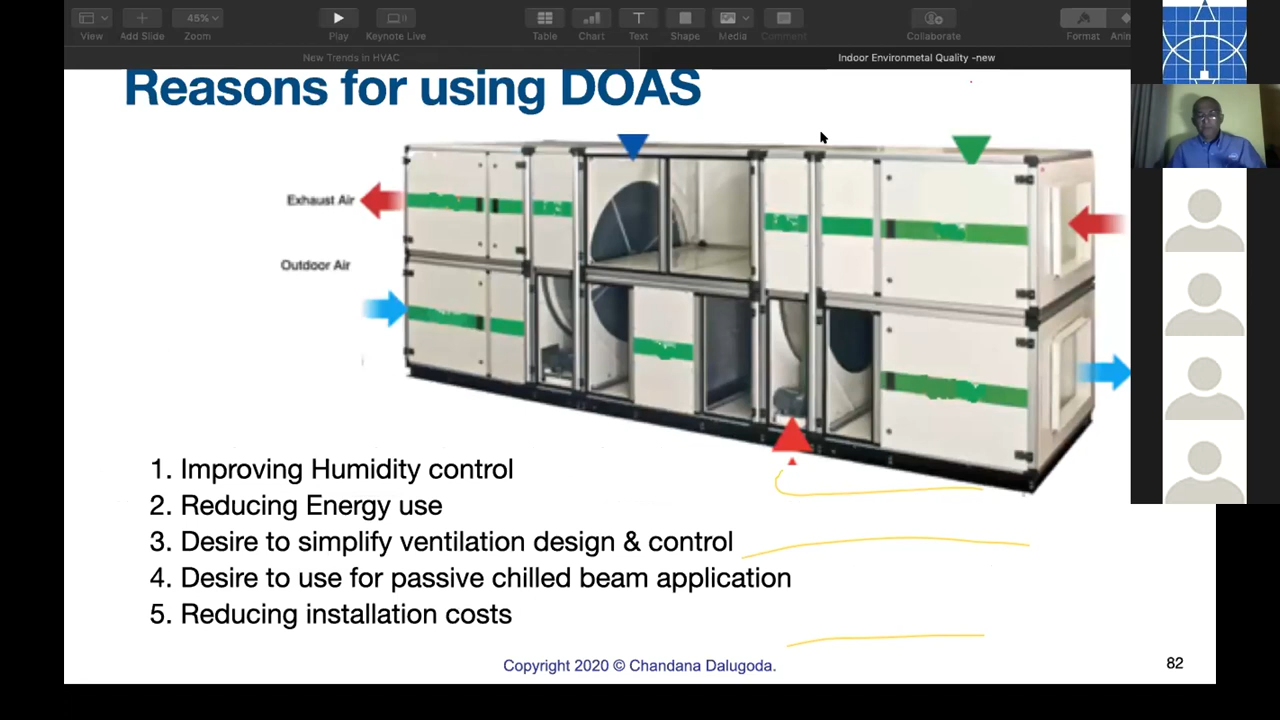 View
Add Slide
45%
Zoom
Play
Keynote Live
Table
Chart
Text
Shape
Media
Comment
Collaborate
Format
Ani
New Trends in HVAC
Indoor Environmetal Quality -new
Reasons for using DOAS
Exhaust Air
Outdoor Air
1. Improving Humidity control
2. Reducing Energy use
3. Desire to simplify ventilation design & control
4. Desire to use for passive chilled beam application
5. Reducing installation costs
Copyright 2020 © Chandana Dalugoda.
82